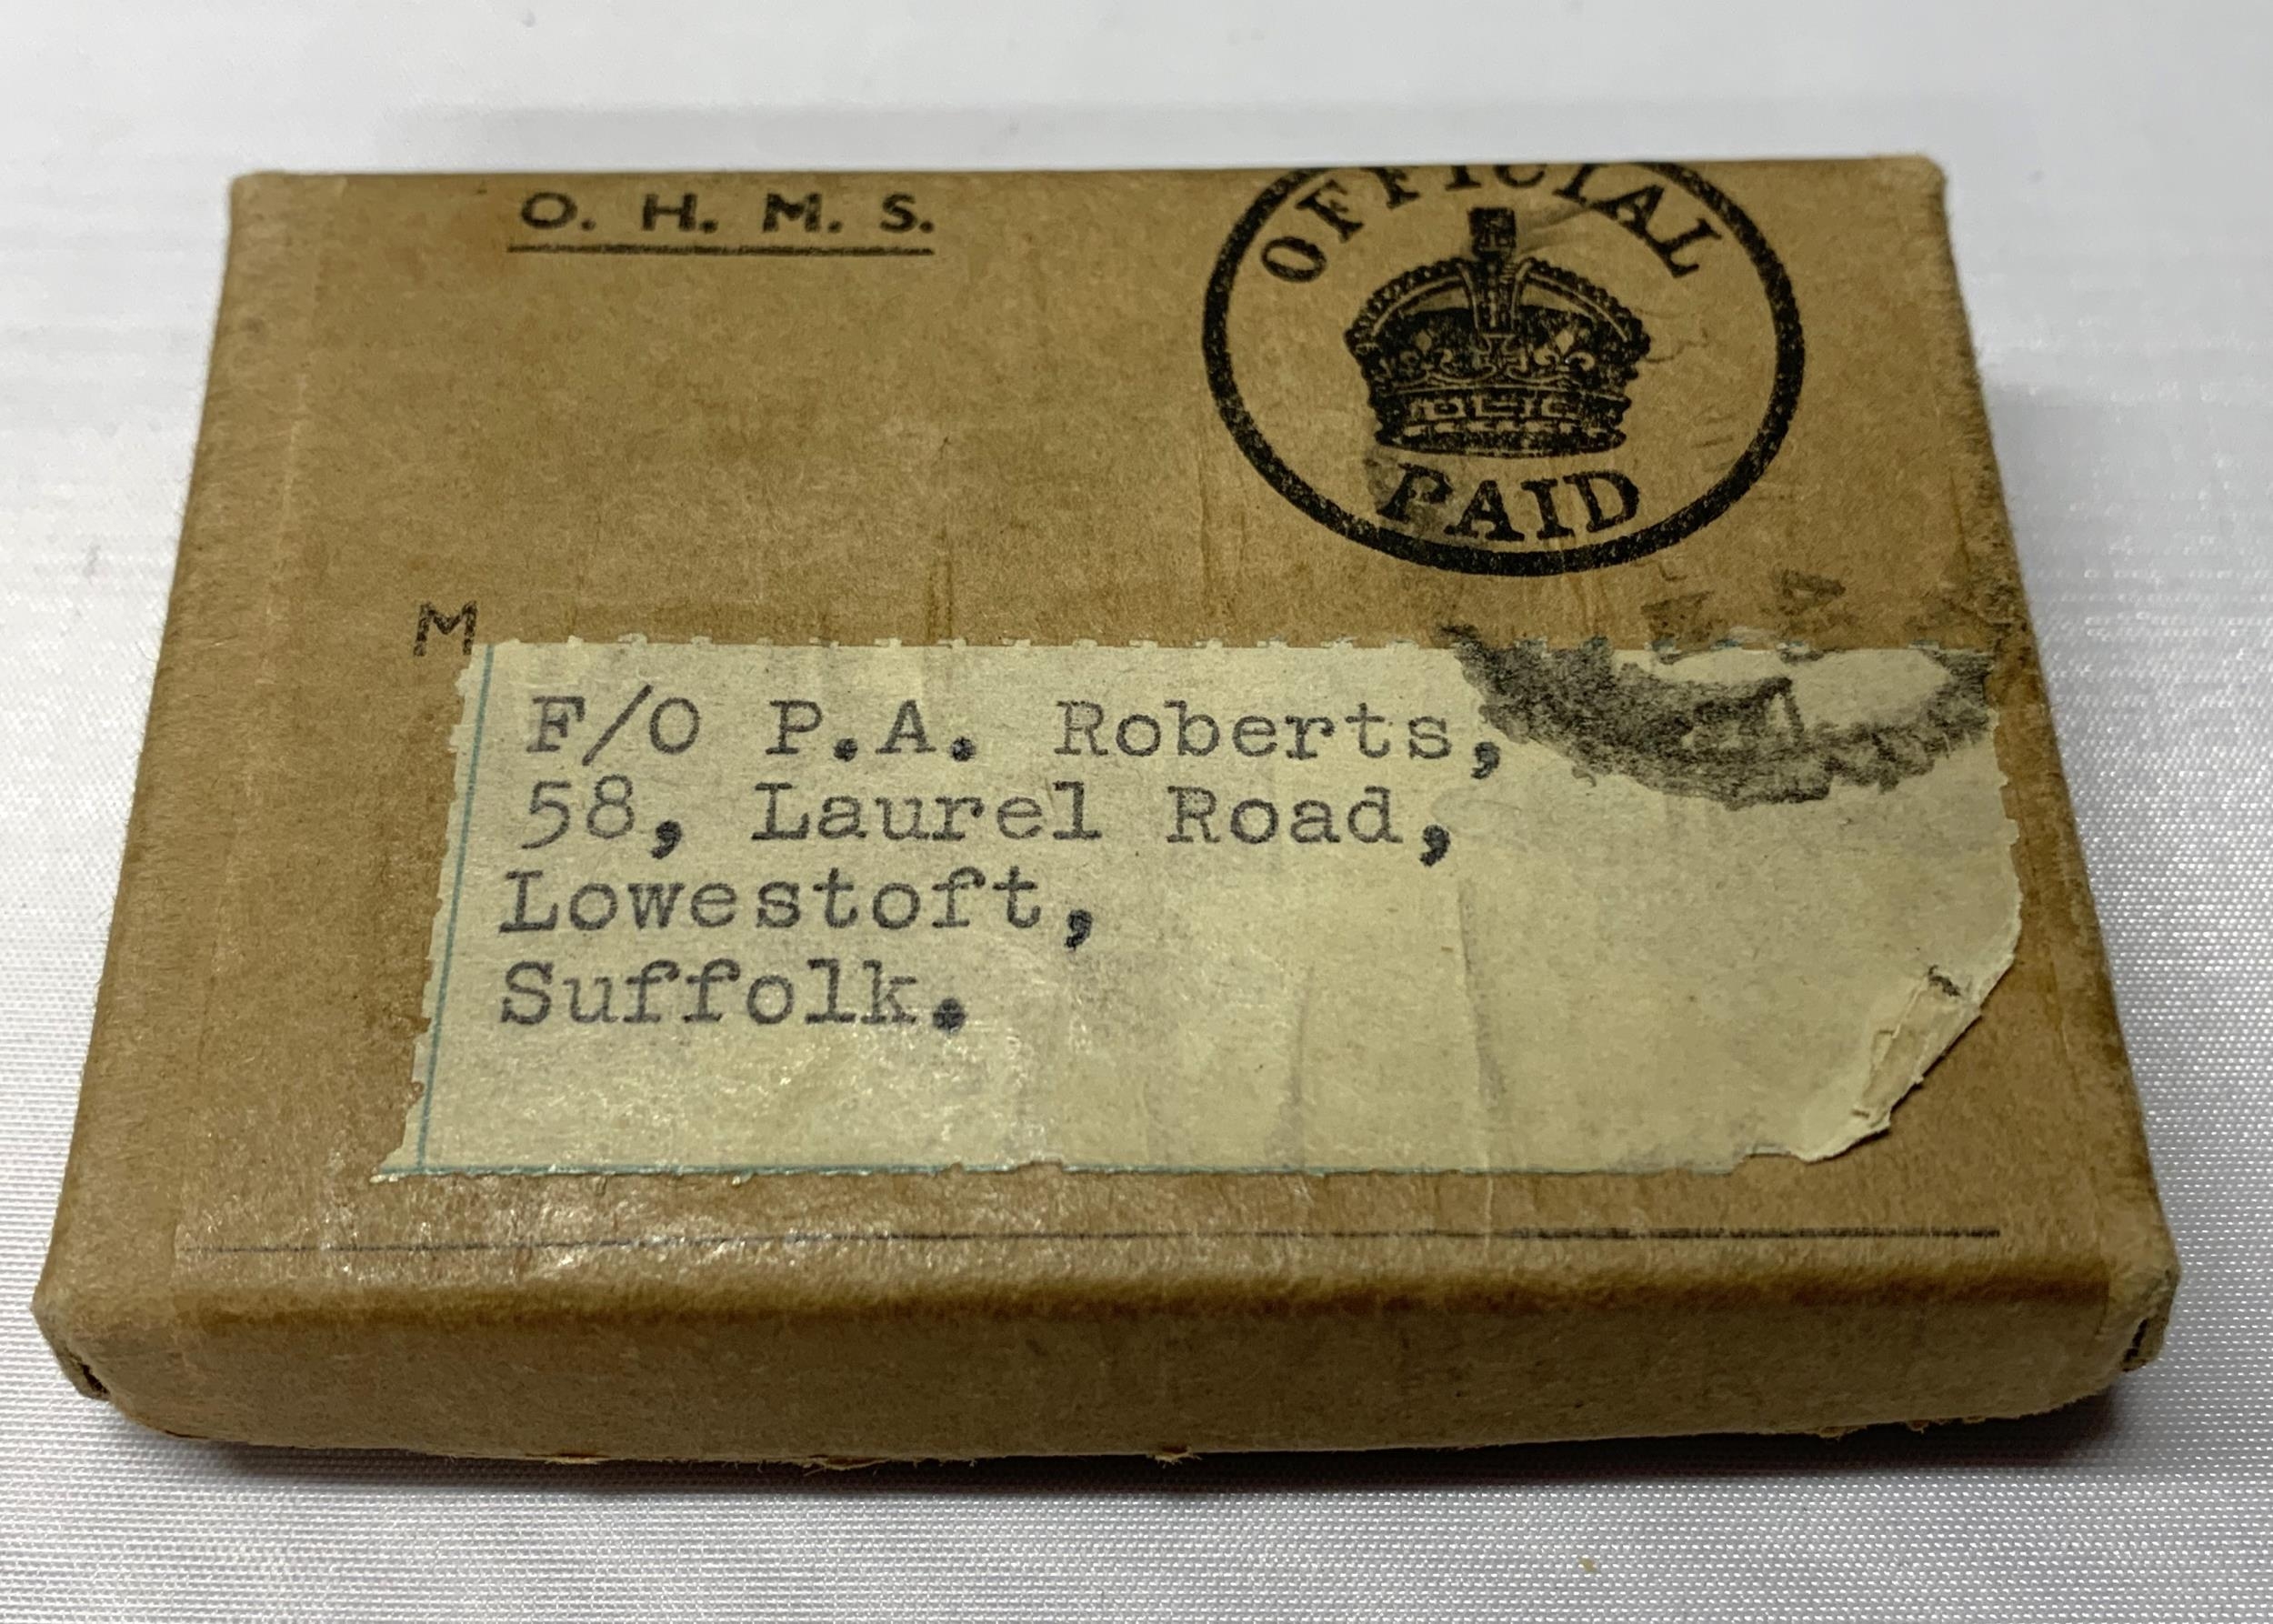 O. H. M. S.
OFFICIAL
PAID
M
F/O P.A. Roberts,
58, Laurel Road,
Lowestoft,
Suffolk.